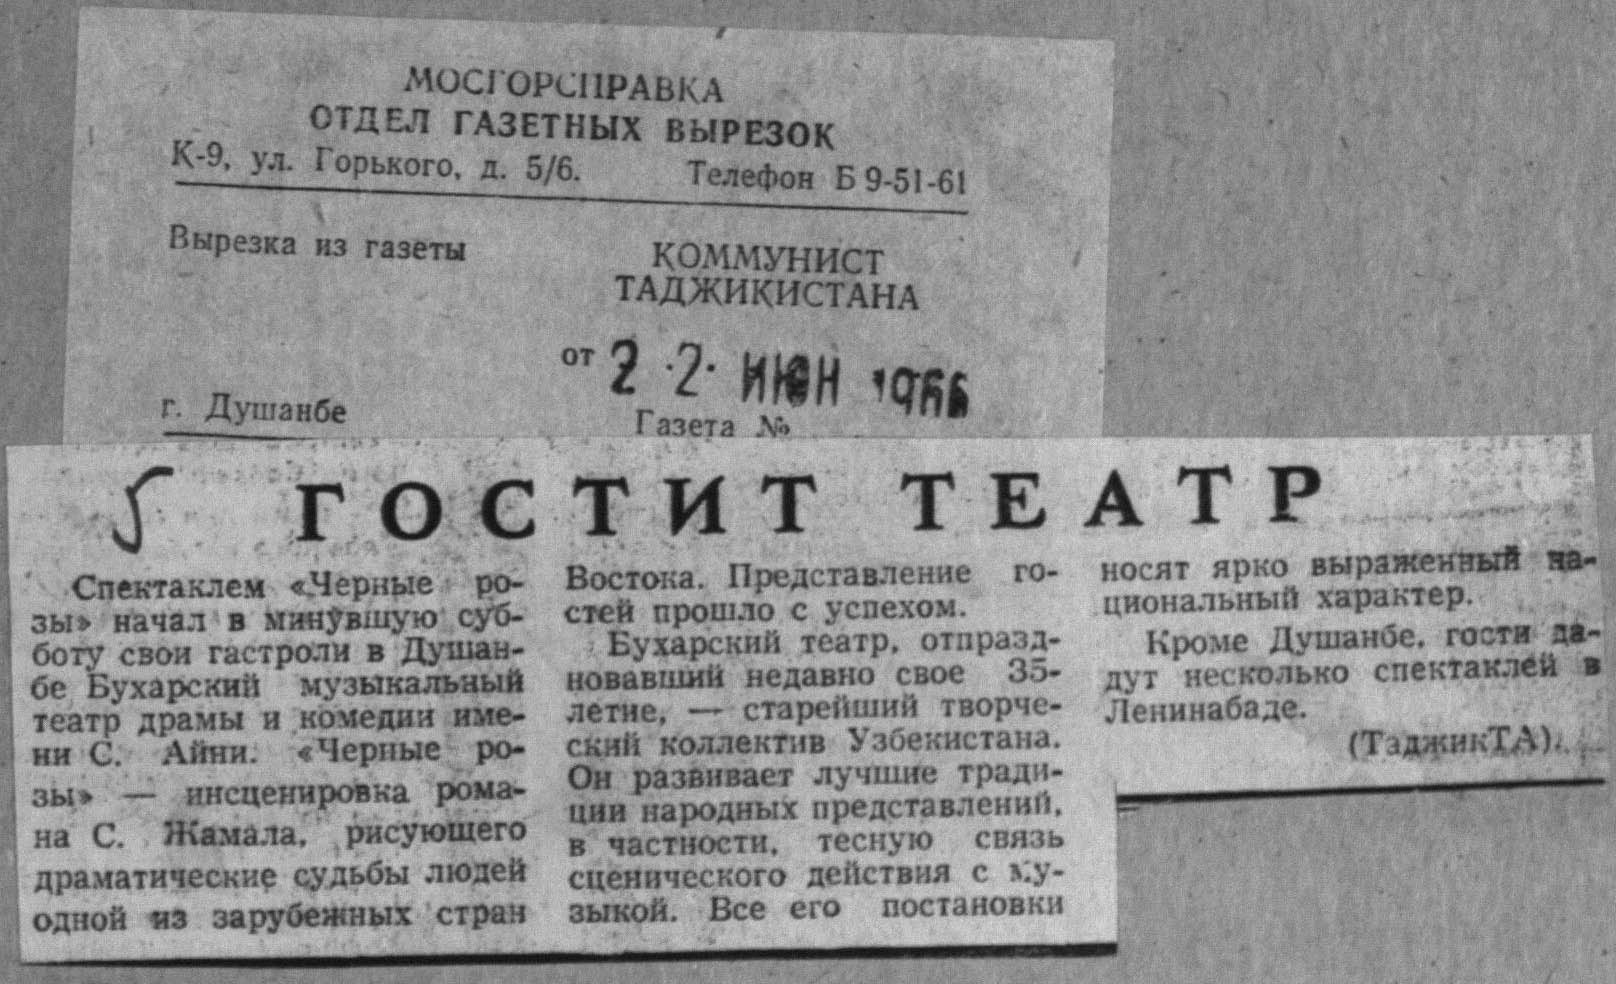 МОСГОРСПРАВКА
ОТДЕЛ ГАЗЕТНЫХ ВЫРЕЗОК
К-9, ул. Горького, д. 5/6. Телефон Б 9-51-61
Вырезка из газеты
КОММУНИСТ
ТАДЖИКИСТАНА
от 2 2 ИЮН 1966
г. Душанбе
Газета №
5
ГОСТИТ ТЕАТР
Спектаклем «Черные ро-
зы» начал в минувшую суб-
боту свои гастроли в Душан-
бе Бухарский музыкальный
театр драмы и комедии име-
ни С. Айни. «Черные ро-
зы» — инсценировка рома-
на С. Жамала, рисующего
драматические судьбы людей
одной из зарубежных стран
Востока. Представление го-
стей прошло с успехом.
Бухарский театр, отпразд-
новавший недавно свое 35-
летие, — старейший творче-
ский коллектив Узбекистана.
Он развивает лучшие тради-
ции народных представлений,
в частности, тесную связь
сценического действия с му-
зыкой. Все его постановки
носят ярко выраженный на-
циональный характер.
Кроме Душанбе, гости да-
дут несколько спектаклей в
Ленинабаде.
(ТаджикТА).